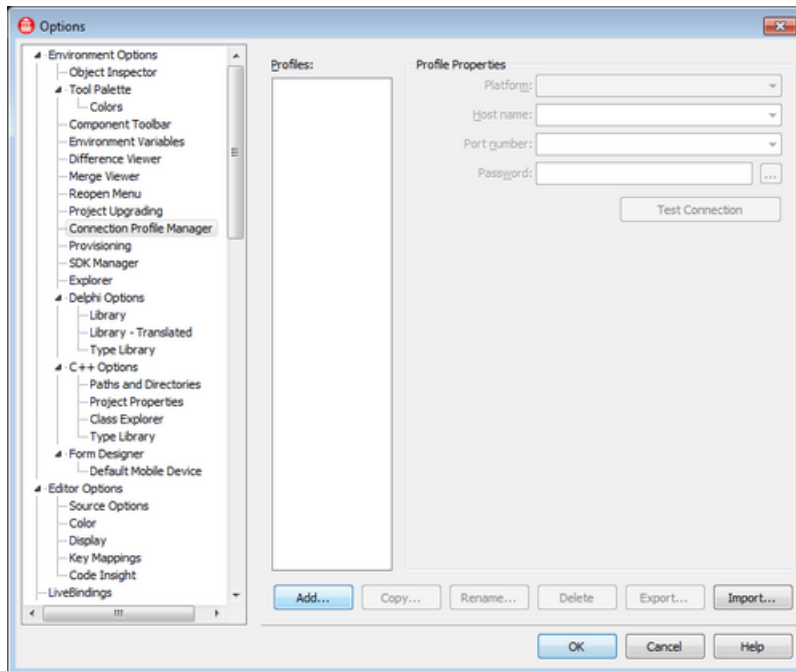 Options
Environment Options
Object Inspector
Tool Palette
Colors
Component Toolbar
Environment Variables
Difference Viewer
Merge Viewer
Reopen Menu
Project Upgrading
Connection Profile Manager
Provisioning
SDK Manager
Explorer
Delphi Options
Library
Library - Translated
Type Library
C++ Options
Paths and Directories
Project Properties
Class Explorer
Type Library
Form Designer
Default Mobile Device
Editor Options
Source Options
Color
Display
Key Mappings
Code Insight
LiveBindings
Profiles:
Profile Properties
Platform:
Host name:
Port number:
Password:
...
Test Connection
Add... Copy... Rename... Delete Export... Import...
OK Cancel Help